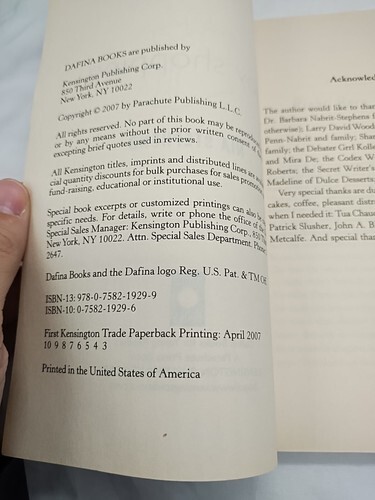 DAFINA BOOKS are published by
Kensington Publishing Corp.
850 Third Avenue
New York, NY 10022
Copyright © 2007 by Parachute Publishing L.L.C.
All rights reserved. No part of this book may be reproduced
or by any means without the prior written consent of
excepting brief quotes used in reviews.
All Kensington titles, imprints and distributed lines are
cial quantity discounts for bulk purchases for sales promotion
fund-raising, educational or institutional use.
Special book excerpts or customized printings can also be
specific needs. For details, write or phone the office of the
Special Sales Manager: Kensington Publishing Corp., 850
New York, NY 10022. Attn. Special Sales Department. Phone
2647.
Dafina Books and the Dafina logo Reg. U.S. Pat. & TM Off
ISBN-13: 978-0-7582-1929-9
ISBN-10: 0-7582-1929-6
First Kensington Trade Paperback Printing: April 2007
10 9 8 7 6 5 4 3
Printed in the United States of America
Acknowled
The author would like to than
Dr. Barbara Nabrit-Stephens
otherwise); Larry David Wood
Penn-Nabrit and family; Shar
family; the Debater Gerl Kolle
and Mira De, the Codex W
Roberts; the Secret Writer's
Madeline of Dulce Desserts
Very special thanks are du
cakes, coffee, pleasant distr
when I needed it: Tua Chau
Patrick Slusher, John A. B
Metcalfe. And special than